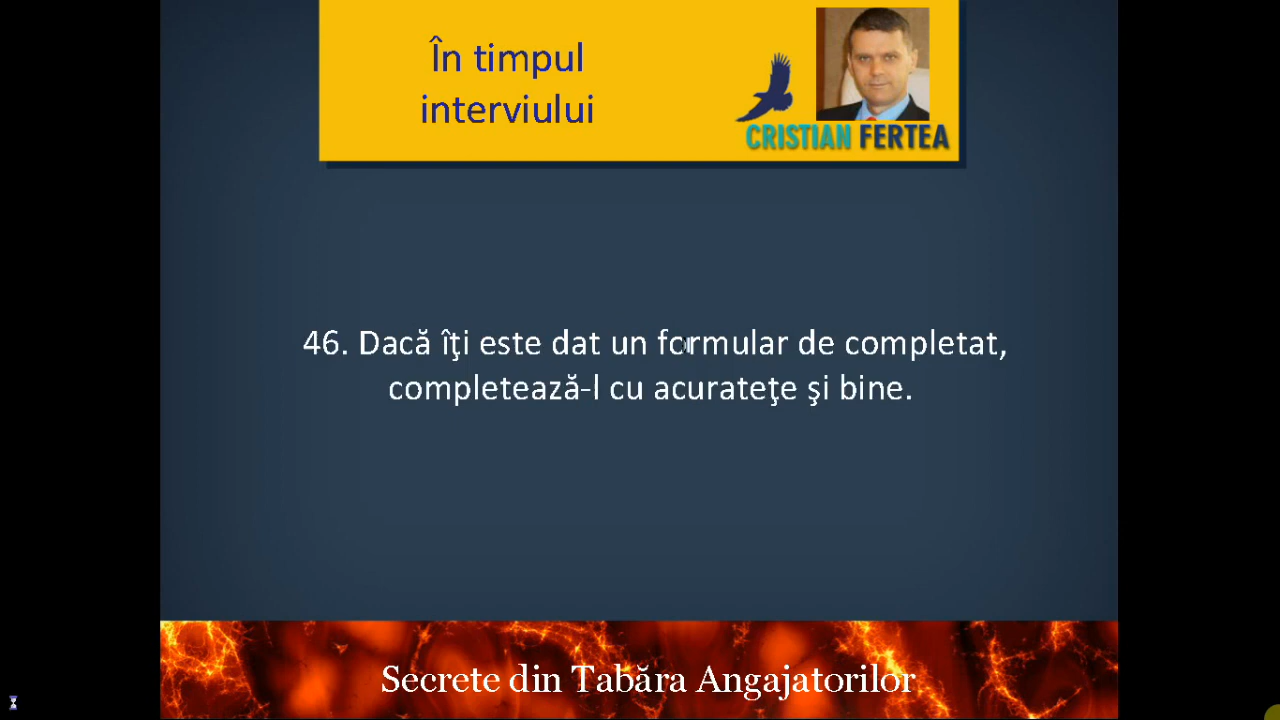 În timpul
interviului
CRISTIAN FERTEA
46. Dacă îţi este dat un formular de completat,
completează-l cu acurateţe şi bine.
Secrete din Tabăra Angajatorilor